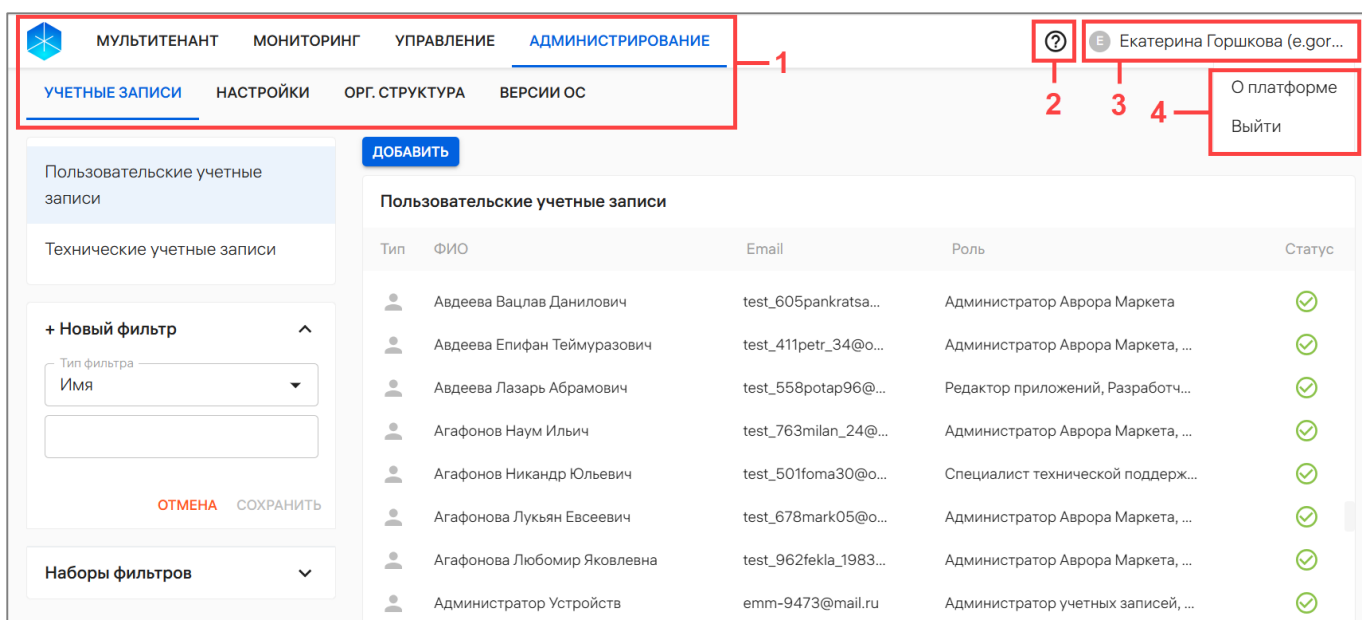 МУЛЬТИТЕНАНТ МОНИТОРИНГ УПРАВЛЕНИЕ АДМИНИСТРИРОВАНИЕ E Екатерина Горшкова (e.gor...
1
УЧЕТНЫЕ ЗАПИСИ НАСТРОЙКИ ОРГ. СТРУКТУРА ВЕРСИИ ОС
2 3 4
О платформе
Выйти
ДОБАВИТЬ
Пользовательские учетные
записи
Технические учетные записи
+ Новый фильтр
Тип фильтра
Имя
ОТМЕНА СОХРАНИТЬ
Наборы фильтров
Пользовательские учетные записи
Тип ФИО Email Роль Статус
Авдеева Вацлав Данилович test_605pankratsa... Администратор Аврора Маркета
Авдеева Епифан Теймуразович test_411petr_34@o... Администратор Аврора Маркета, ...
Авдеева Лазарь Абрамович test_558potap96@... Редактор приложений, Разработч...
Агафонов Наум Ильич test_763milan_24@... Администратор Аврора Маркета, ...
Агафонов Никандр Юльевич test_501foma30@o... Специалист технической поддерж...
Агафонова Лукьян Евсеевич test_678mark05@o... Администратор Аврора Маркета, ...
Агафонова Любомир Яковлевна test_962fekla_1983... Администратор Аврора Маркета, ...
Администратор Устройств emm-9473@mail.ru Администратор учетных записей, ...